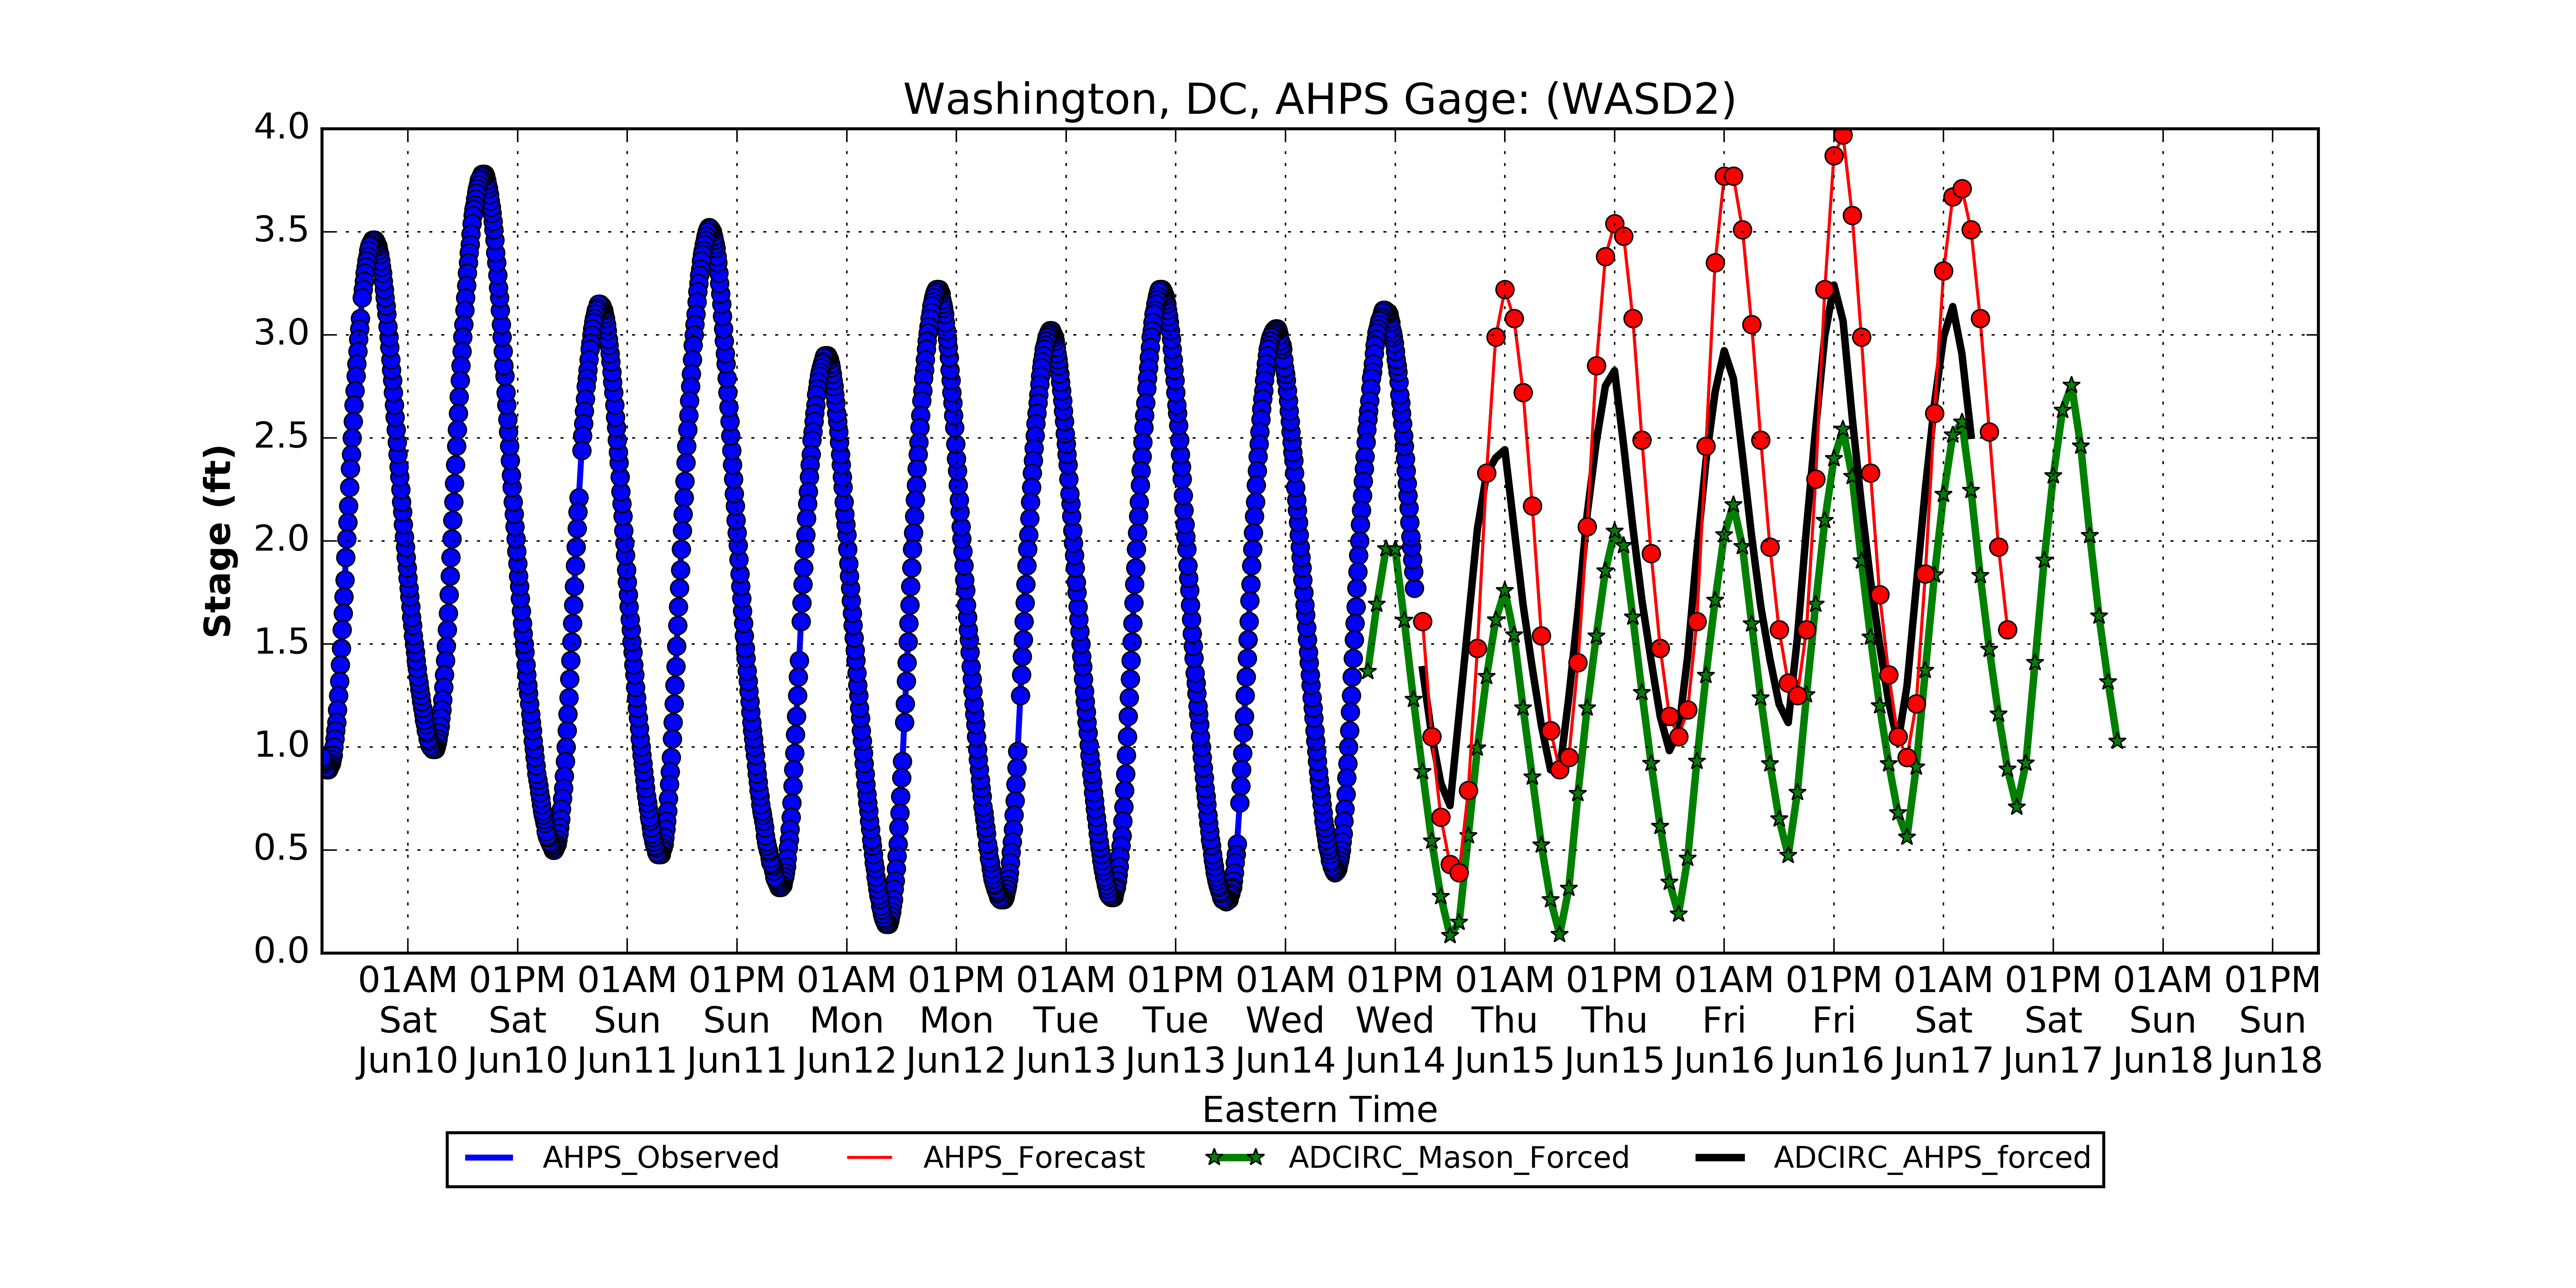 Washington, DC, AHPS Gage: (WASD2)
4.0
3.5
3.0
2.5
2.0
1.5
1.0
0.5
0.0
Stage (ft)
01AM 01PM 01AM 01PM 01AM 01PM 01AM 01PM 01AM 01PM 01AM 01PM 01AM 01PM 01AM 01PM 01AM 01PM
Sat Sat Sun Sun Mon Mon Tue Tue Wed Wed Thu Thu Fri Fri Sat Sat Sun Sun
Jun10 Jun10 Jun11 Jun11 Jun12 Jun12 Jun13 Jun13 Jun14 Jun14 Jun15 Jun15 Jun16 Jun16 Jun17 Jun17 Jun18 Jun18
Eastern Time
AHPS_Observed AHPS_Forecast ADCIRC_Mason_Forced ADCIRC_AHPS_forced